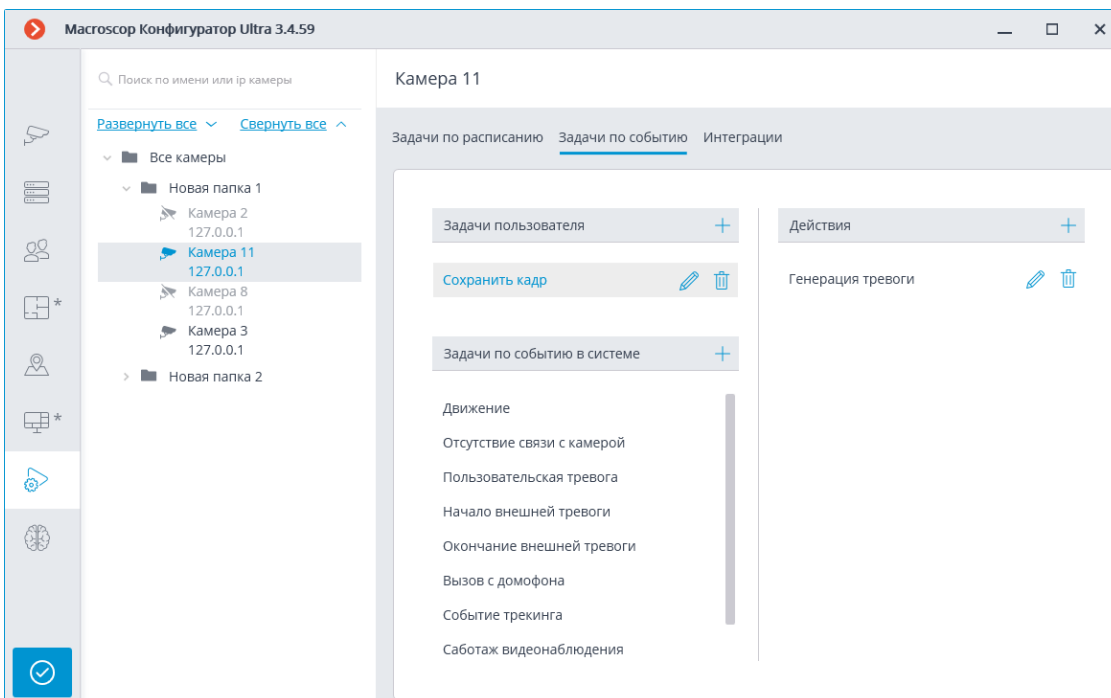 Macroscop Конфигуратор Ultra 3.4.59
Поиск по имени или ip камеры
Развернуть все
Свернуть все
Все камеры
Новая папка 1
Камера 2
127.0.0.1
Камера 11
127.0.0.1
Камера 8
127.0.0.1
Камера 3
127.0.0.1
Новая папка 2
*
*
Камера 11
Задачи по расписанию
Задачи по событию
Интеграции
Задачи пользователя
Сохранить кадр
Задачи по событию в системе
Движение
Отсутствие связи с камерой
Пользовательская тревога
Начало внешней тревоги
Окончание внешней тревоги
Вызов с домофона
Событие трекинга
Саботаж видеонаблюдения
Действия
Генерация тревоги